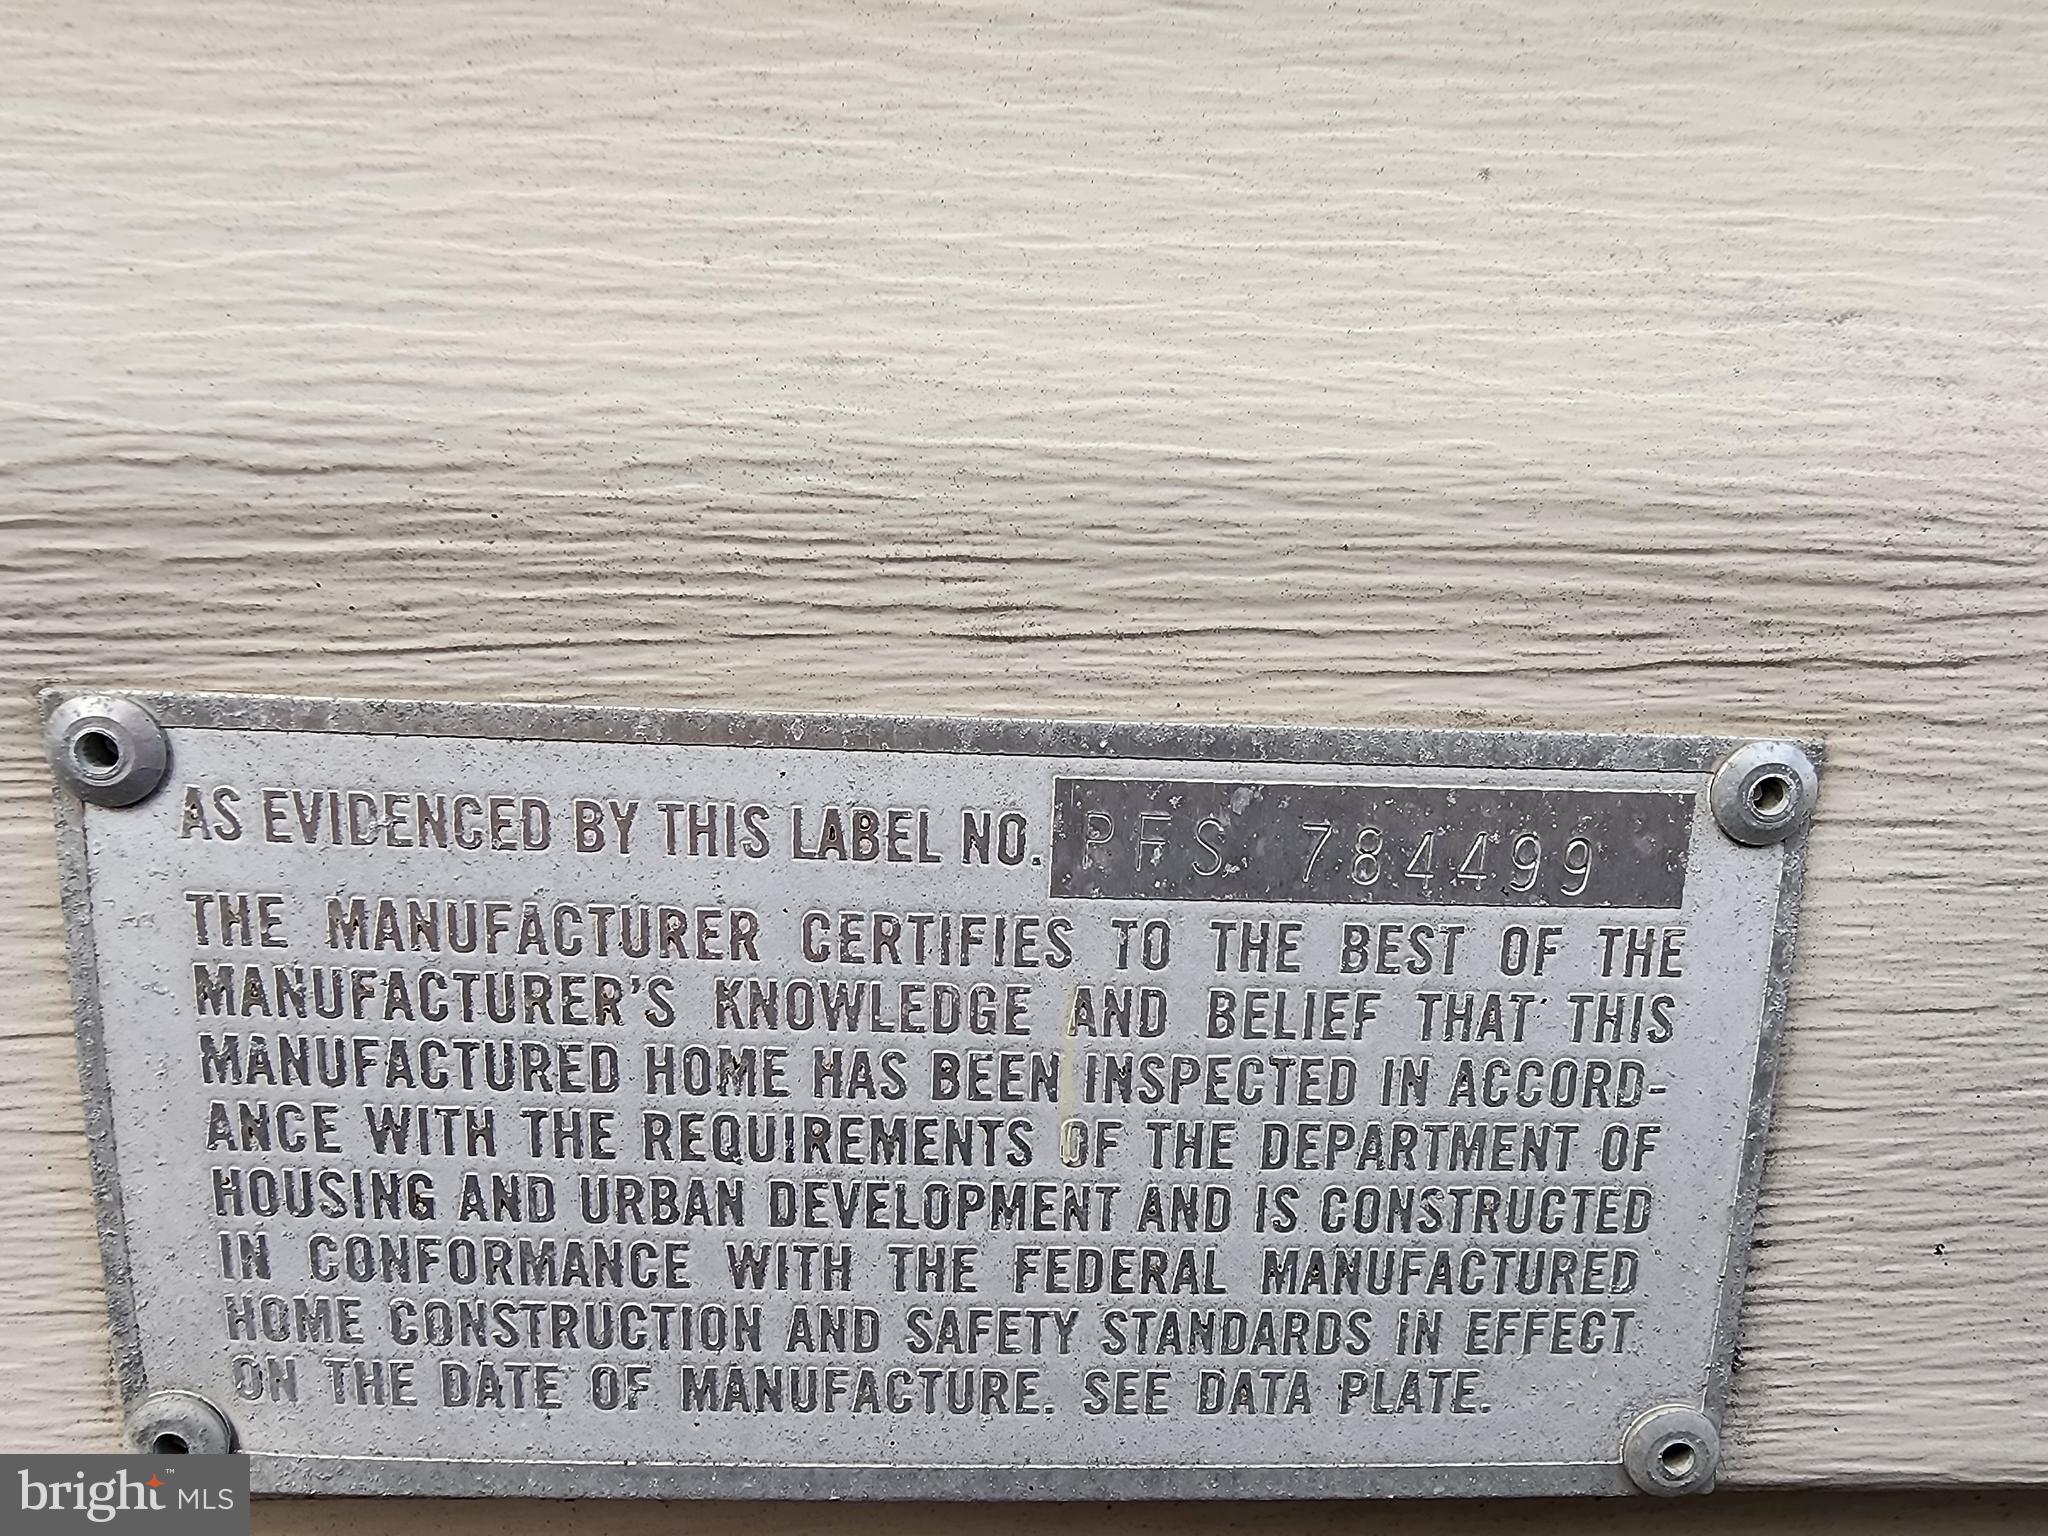 AS EVIDENCED BY THIS LABEL NO. PFS 784499
THE MANUFACTURER CERTIFIES TO THE BEST OF THE
MANUFACTURER'S KNOWLEDGE AND BELIEF THAT THIS
MANUFACTURED HOME HAS BEEN INSPECTED IN ACCORD-
ANCE WITH THE REQUIREMENTS OF THE DEPARTMENT OF
HOUSING AND URBAN DEVELOPMENT AND IS CONSTRUCTED
IN CONFORMANCE WITH THE FEDERAL MANUFACTURED
HOME CONSTRUCTION AND SAFETY STANDARDS IN EFFECT
ON THE DATE OF MANUFACTURE. SEE DATA PLATE.
bright™ MLS